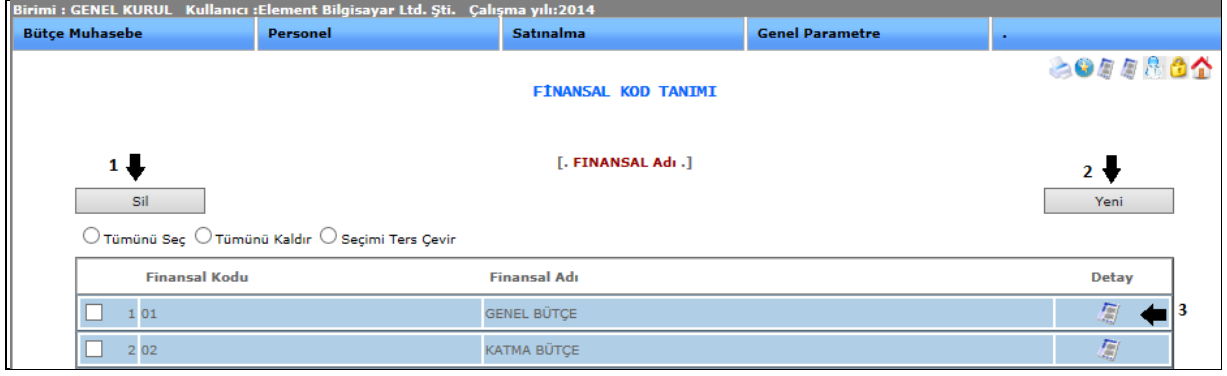 Birimi : GENEL KURUL Kullanıcı :Element Bilgisayar Ltd. Şti. Çalışma yılı:2014
Bütçe Muhasebe Personel Satınalma Genel Parametre .
FİNANSAL KOD TANIMI
[. FINANSAL Adı .]
1 2
Sil Yeni
Tümünü Seç Tümünü Kaldır Seçimi Ters Çevir
Finansal Kodu Finansal Adı Detay
1 01 GENEL BÜTÇE 3
2 02 KATMA BÜTÇE